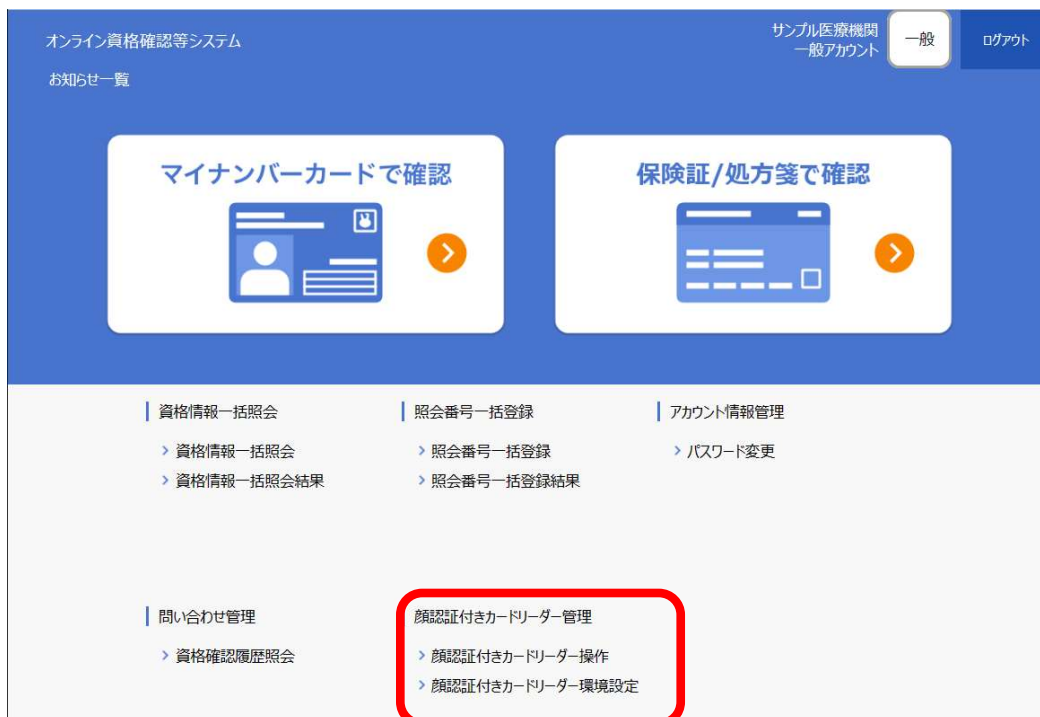 オンライン資格確認等システム
サンプル医療機関
一般アカウント
一般
ログアウト
お知らせ一覧
マイナンバーカードで確認
保険証/処方箋で確認
資格情報一括照会
資格情報一括照会
資格情報一括照会結果
照会番号一括登録
照会番号一括登録
照会番号一括登録結果
アカウント情報管理
パスワード変更
問い合わせ管理
資格確認履歴照会
顔認証付きカードリーダー管理
顔認証付きカードリーダー操作
顔認証付きカードリーダー環境設定